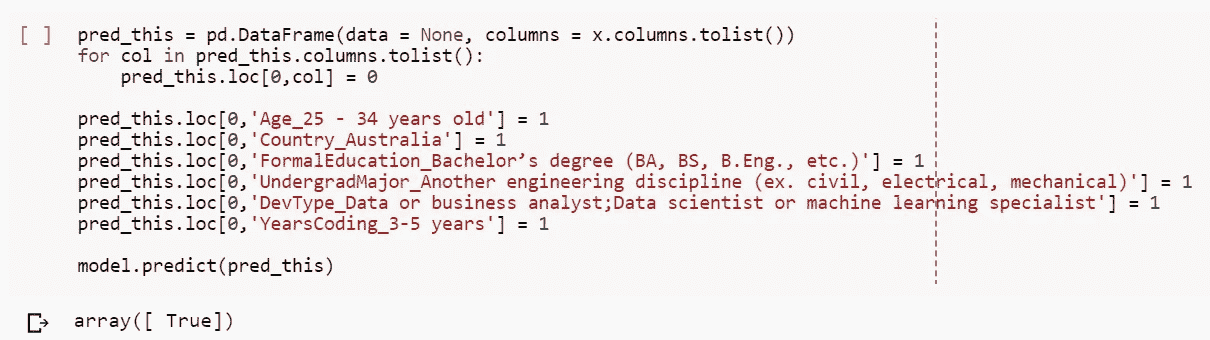 [ ] pred_this = pd.DataFrame(data = None, columns = x.columns.tolist())
for col in pred_this.columns.tolist():
    pred_this.loc[0,col] = 0
pred_this.loc[0,'Age_25 - 34 years old'] = 1
pred_this.loc[0,'Country_Australia'] = 1
pred_this.loc[0,'FormalEducation_Bachelor’s degree (BA, BS, B.Eng., etc.)'] = 1
pred_this.loc[0,'UndergradMajor_Another engineering discipline (ex. civil, electrical, mechanical)'] = 1
pred_this.loc[0,'DevType_Data or business analyst;Data scientist or machine learning specialist'] = 1
pred_this.loc[0,'YearsCoding_3-5 years'] = 1
model.predict(pred_this)
array([ True])